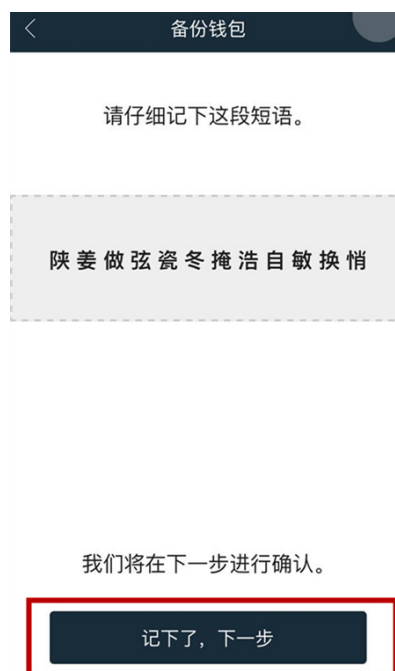 备份钱包
请仔细记下这段短语。
陕姜做弦瓷冬掩浩自敏换悄
我们将在下一步进行确认。
记下了，下一步